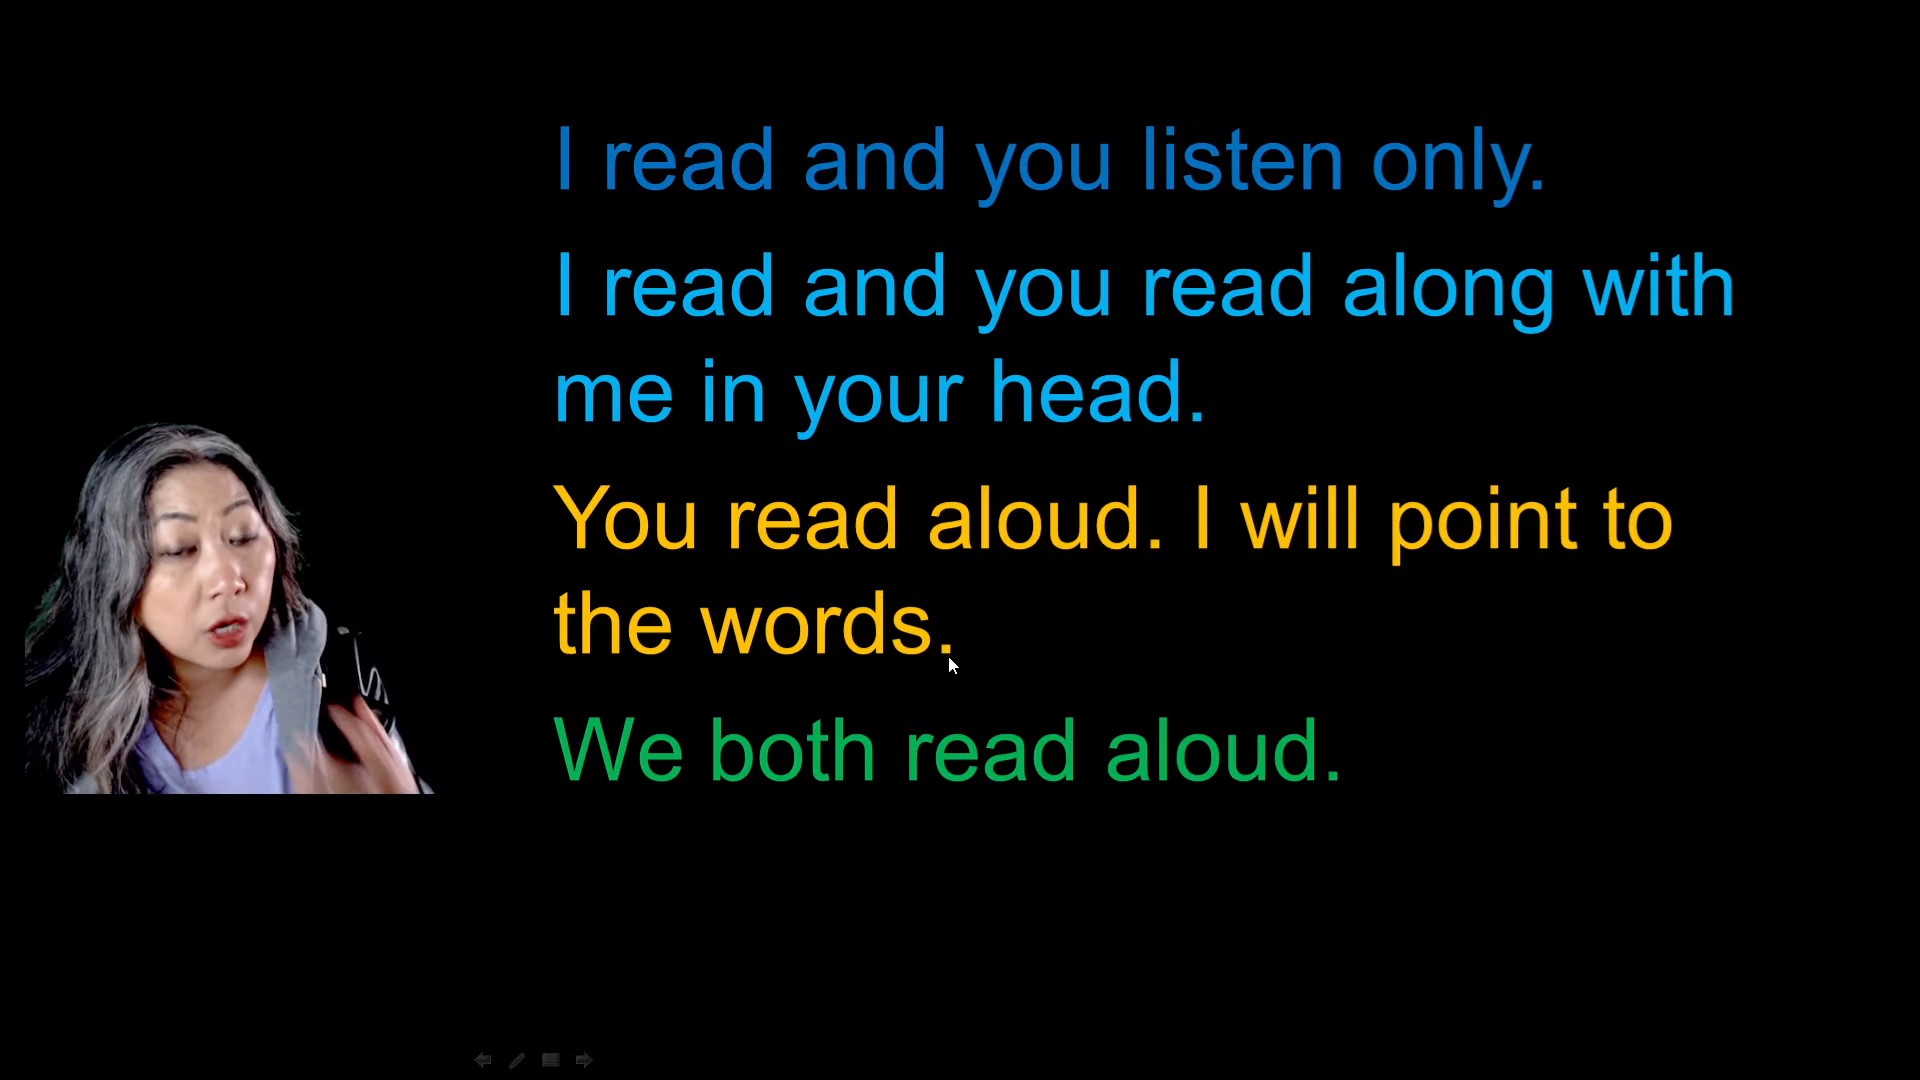 I read and you listen only.
I read and you read along with
me in your head.
You read aloud. I will point to
the words.
We both read aloud.